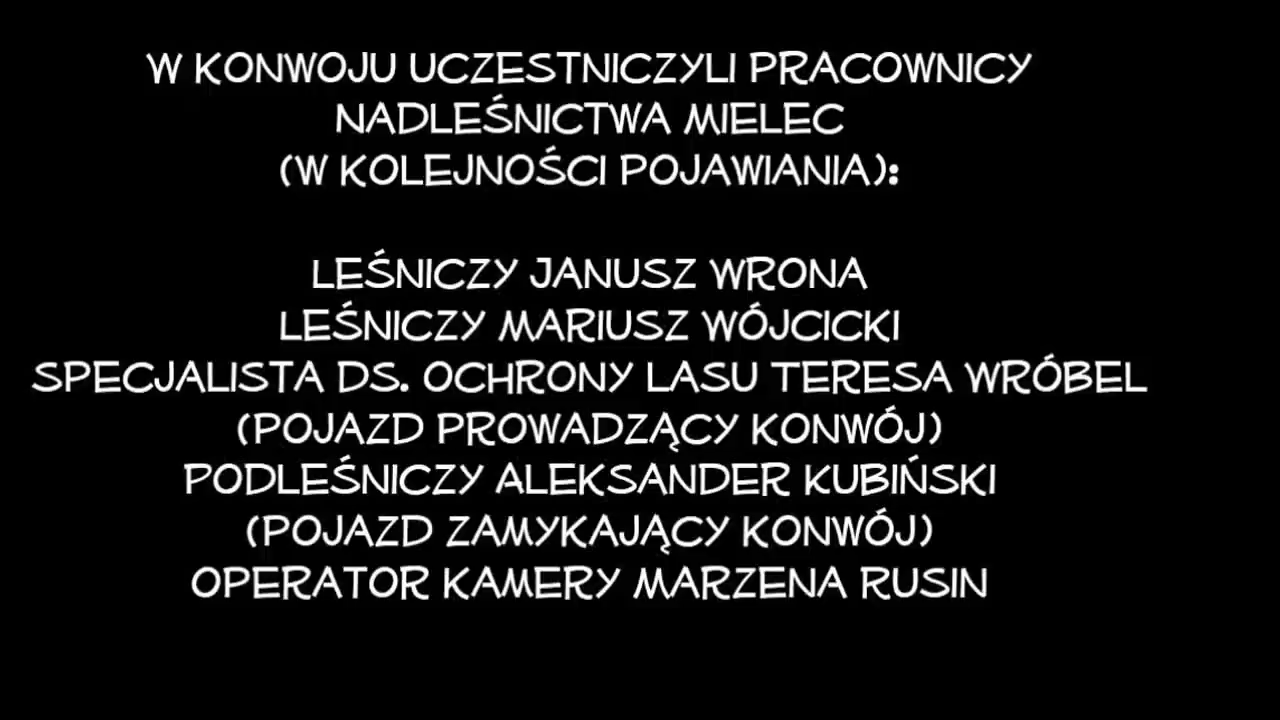 W KONWOJU UCZESTNICZYLI PRACOWNICY
NADLEŚNICTWA MIELEC
(W KOLEJNOŚCI POJAWIANIA):
LEŚNICZY JANUSZ WRONA
LEŚNICZY MARIUSZ WÓJCICKI
SPECJALISTA DS. OCHRONY LASU TERESA WRÓBEL
(POJAZD PROWADZĄCY KONWÓJ)
PODLEŚNICZY ALEKSANDER KUBIŃSKI
(POJAZD ZAMYKAJĄCY KONWÓJ)
OPERATOR KAMERY MARZENA RUSIN